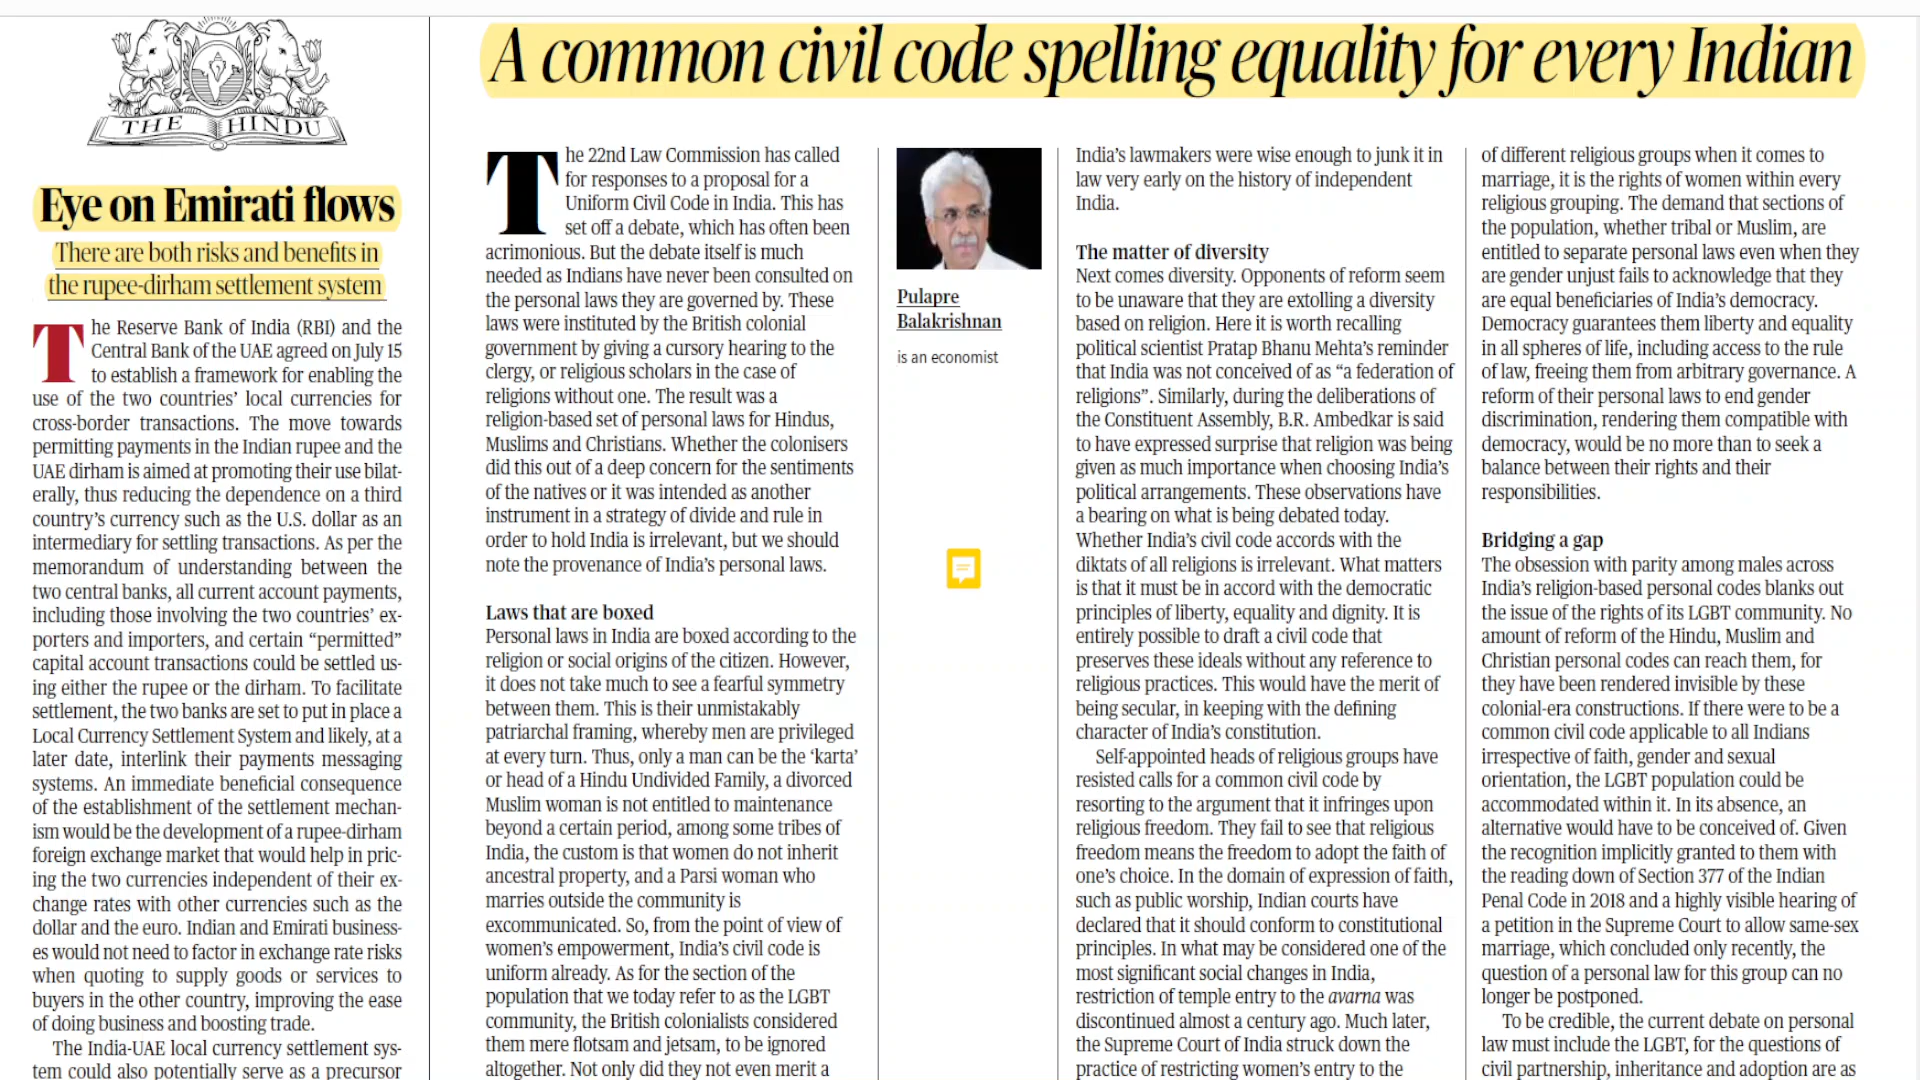 THE HINDU
Eye on Emirati flows
There are both risks and benefits in
the rupee-dirham settlement system
The Reserve Bank of India (RBI) and the
Central Bank of the UAE agreed on July 15
to establish a framework for enabling the
use of the two countries’ local currencies for
cross-border transactions. The move towards
permitting payments in the Indian rupee and the
UAE dirham is aimed at promoting their use bilat-
erally, thus reducing the dependence on a third
country’s currency such as the U.S. dollar as an
intermediary for settling transactions. As per the
memorandum of understanding between the
two central banks, all current account payments,
including those involving the two countries’ ex-
porters and importers, and certain “permitted”
capital account transactions could be settled us-
ing either the rupee or the dirham. To facilitate
settlement, the two banks are set to put in place a
Local Currency Settlement System and likely, at a
later date, interlink their payments messaging
systems. An immediate beneficial consequence
of the establishment of the settlement mechan-
ism would be the development of a rupee-dirham
foreign exchange market that would help in pric-
ing the two currencies independent of their ex-
change rates with other currencies such as the
dollar and the euro. Indian and Emirati business-
es would not need to factor in exchange rate risks
when quoting to supply goods or services to
buyers in the other country, improving the ease
of doing business and boosting trade.
The India-UAE local currency settlement sys-
tem could also potentially serve as a precursor
A common civil code spelling equality for every Indian
The 22nd Law Commission has called
for responses to a proposal for a
Uniform Civil Code in India. This has
set off a debate, which has often been
acrimonious. But the debate itself is much
needed as Indians have never been consulted on
the personal laws they are governed by. These
laws were instituted by the British colonial
government by giving a cursory hearing to the
clergy, or religious scholars in the case of
religions without one. The result was a
religion-based set of personal laws for Hindus,
Muslims and Christians. Whether the colonisers
did this out of a deep concern for the sentiments
of the natives or it was intended as another
instrument in a strategy of divide and rule in
order to hold India is irrelevant, but we should
note the provenance of India’s personal laws.
Laws that are boxed
Personal laws in India are boxed according to the
religion or social origins of the citizen. However,
it does not take much to see a fearful symmetry
between them. This is their unmistakably
patriarchal framing, whereby men are privileged
at every turn. Thus, only a man can be the ‘karta’
or head of a Hindu Undivided Family, a divorced
Muslim woman is not entitled to maintenance
beyond a certain period, among some tribes of
India, the custom is that women do not inherit
ancestral property, and a Parsi woman who
marries outside the community is
excommunicated. So, from the point of view of
women’s empowerment, India’s civil code is
uniform already. As for the section of the
population that we today refer to as the LGBT
community, the British colonialists considered
them mere flotsam and jetsam, to be ignored
altogether. Not only did they not even merit a
Pulapre
Balakrishnan
is an economist
India’s lawmakers were wise enough to junk it in
law very early on the history of independent
India.
The matter of diversity
Next comes diversity. Opponents of reform seem
to be unaware that they are extolling a diversity
based on religion. Here it is worth recalling
political scientist Pratap Bhanu Mehta’s reminder
that India was not conceived of as “a federation of
religions”. Similarly, during the deliberations of
the Constituent Assembly, B.R. Ambedkar is said
to have expressed surprise that religion was being
given as much importance when choosing India’s
political arrangements. These observations have
a bearing on what is being debated today.
Whether India’s civil code accords with the
diktats of all religions is irrelevant. What matters
is that it must be in accord with the democratic
principles of liberty, equality and dignity. It is
entirely possible to draft a civil code that
preserves these ideals without any reference to
religious practices. This would have the merit of
being secular, in keeping with the defining
character of India’s constitution.
Self-appointed heads of religious groups have
resisted calls for a common civil code by
resorting to the argument that it infringes upon
religious freedom. They fail to see that religious
freedom means the freedom to adopt the faith of
one’s choice. In the domain of expression of faith,
such as public worship, Indian courts have
declared that it should conform to constitutional
principles. In what may be considered one of the
most significant social changes in India,
restriction of temple entry to the avarna was
discontinued almost a century ago. Much later,
the Supreme Court of India struck down the
practice of restricting women’s entry to the
of different religious groups when it comes to
marriage, it is the rights of women within every
religious grouping. The demand that sections of
the population, whether tribal or Muslim, are
entitled to separate personal laws even when they
are gender unjust fails to acknowledge that they
are equal beneficiaries of India’s democracy.
Democracy guarantees them liberty and equality
in all spheres of life, including access to the rule
of law, freeing them from arbitrary governance. A
reform of their personal laws to end gender
discrimination, rendering them compatible with
democracy, would be no more than to seek a
balance between their rights and their
responsibilities.
Bridging a gap
The obsession with parity among males across
India’s religion-based personal codes blanks out
the issue of the rights of its LGBT community. No
amount of reform of the Hindu, Muslim and
Christian personal codes can reach them, for
they have been rendered invisible by these
colonial-era constructions. If there were to be a
common civil code applicable to all Indians
irrespective of faith, gender and sexual
orientation, the LGBT population could be
accommodated within it. In its absence, an
alternative would have to be conceived of. Given
the recognition implicitly granted to them with
the reading down of Section 377 of the Indian
Penal Code in 2018 and a highly visible hearing of
a petition in the Supreme Court to allow same-sex
marriage, which concluded only recently, the
question of a personal law for this group can no
longer be postponed.
To be credible, the current debate on personal
law must include the LGBT, for the questions of
civil partnership, inheritance and adoption are as